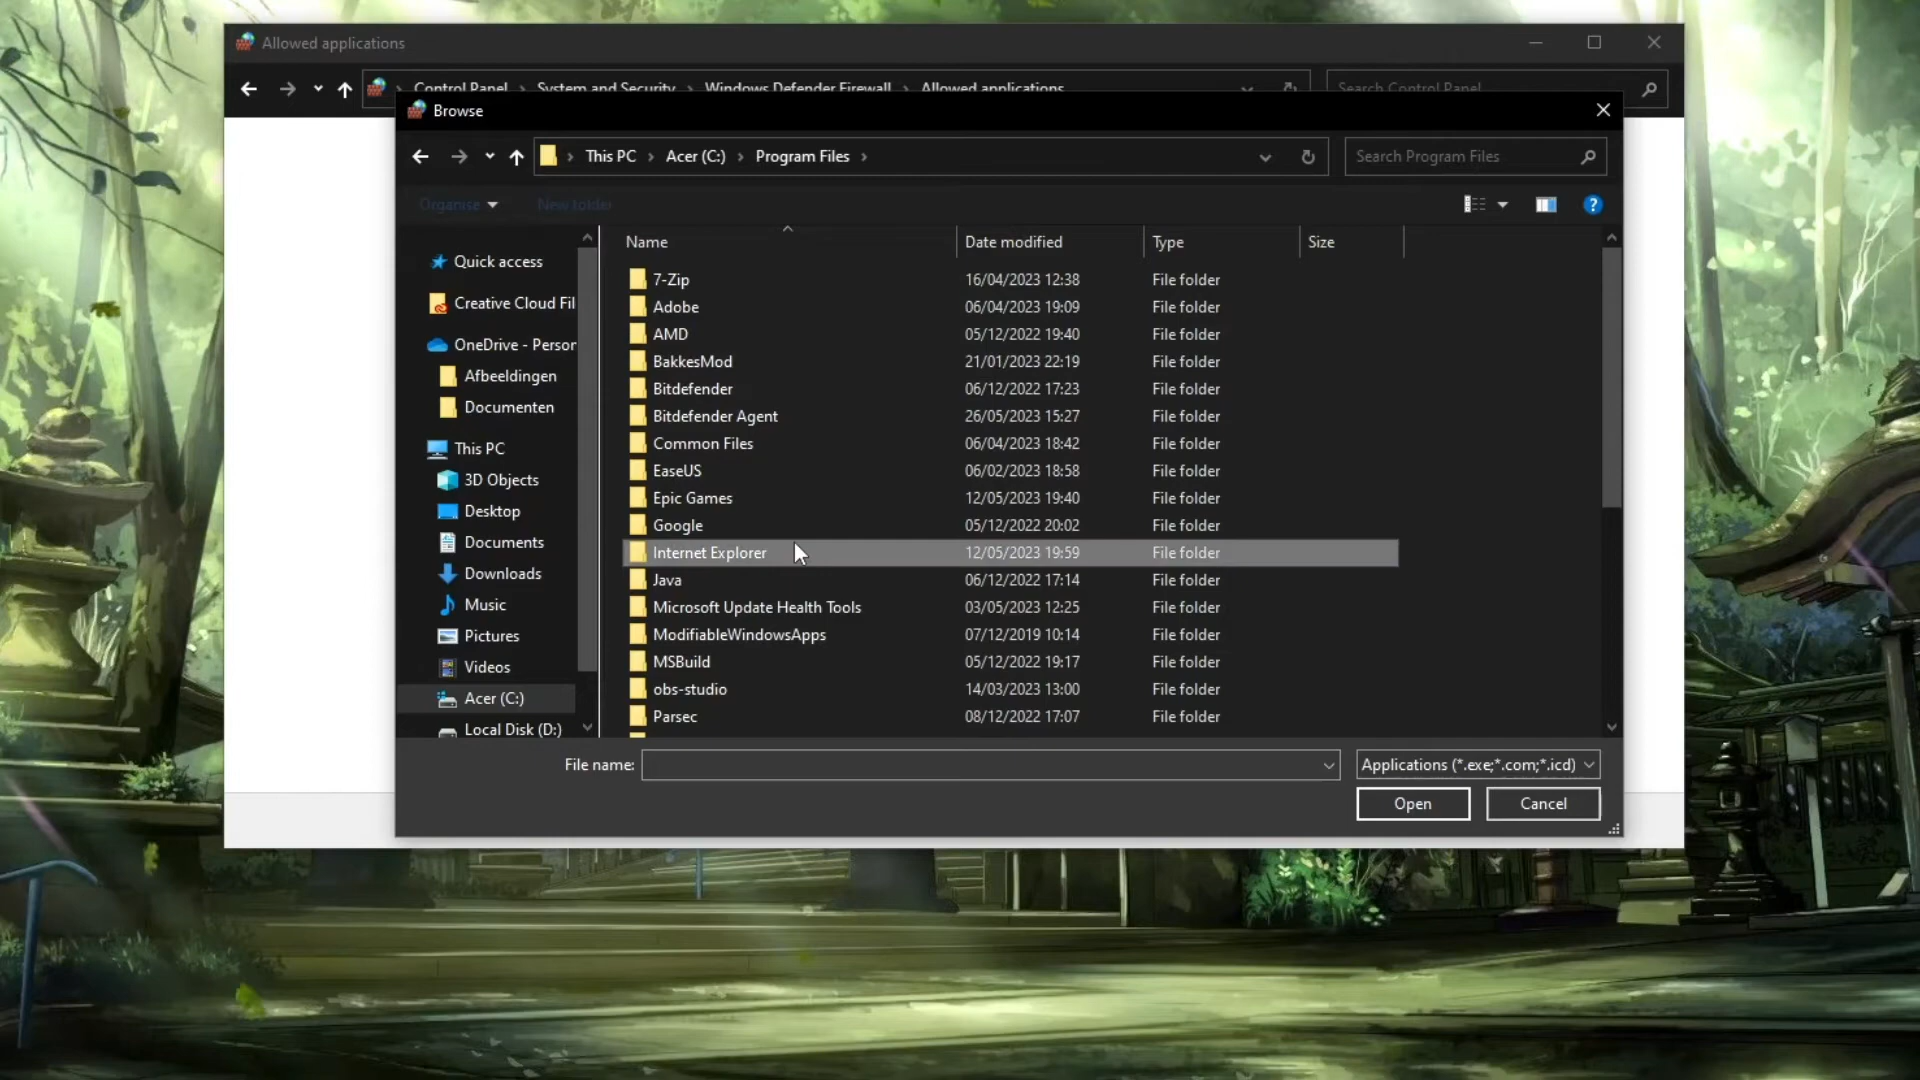 Allowed applications
Control Panel System and Security Windows Defender Firewall Allowed applications Search Control Panel
Browse
This PC Acer (C:) Program Files Search Program Files
Organise New folder
Name Date modified Type Size
Quick access
Creative Cloud Fil
OneDrive - Person
Afbeeldingen
Documenten
This PC
3D Objects
Desktop
Documents
Downloads
Music
Pictures
Videos
Acer (C:)
Local Disk (D:)
7-Zip 16/04/2023 12:38 File folder
Adobe 06/04/2023 19:09 File folder
AMD 05/12/2022 19:40 File folder
BakkesMod 21/01/2023 22:19 File folder
Bitdefender 06/12/2022 17:23 File folder
Bitdefender Agent 26/05/2023 15:27 File folder
Common Files 06/04/2023 18:42 File folder
EaseUS 06/02/2023 18:58 File folder
Epic Games 12/05/2023 19:40 File folder
Google 05/12/2022 20:02 File folder
Internet Explorer 12/05/2023 19:59 File folder
Java 06/12/2022 17:14 File folder
Microsoft Update Health Tools 03/05/2023 12:25 File folder
ModifiableWindowsApps 07/12/2019 10:14 File folder
MSBuild 05/12/2022 19:17 File folder
obs-studio 14/03/2023 13:00 File folder
Parsec 08/12/2022 17:07 File folder
File name: Applications (*.exe;*.com;*.icd)
Open Cancel